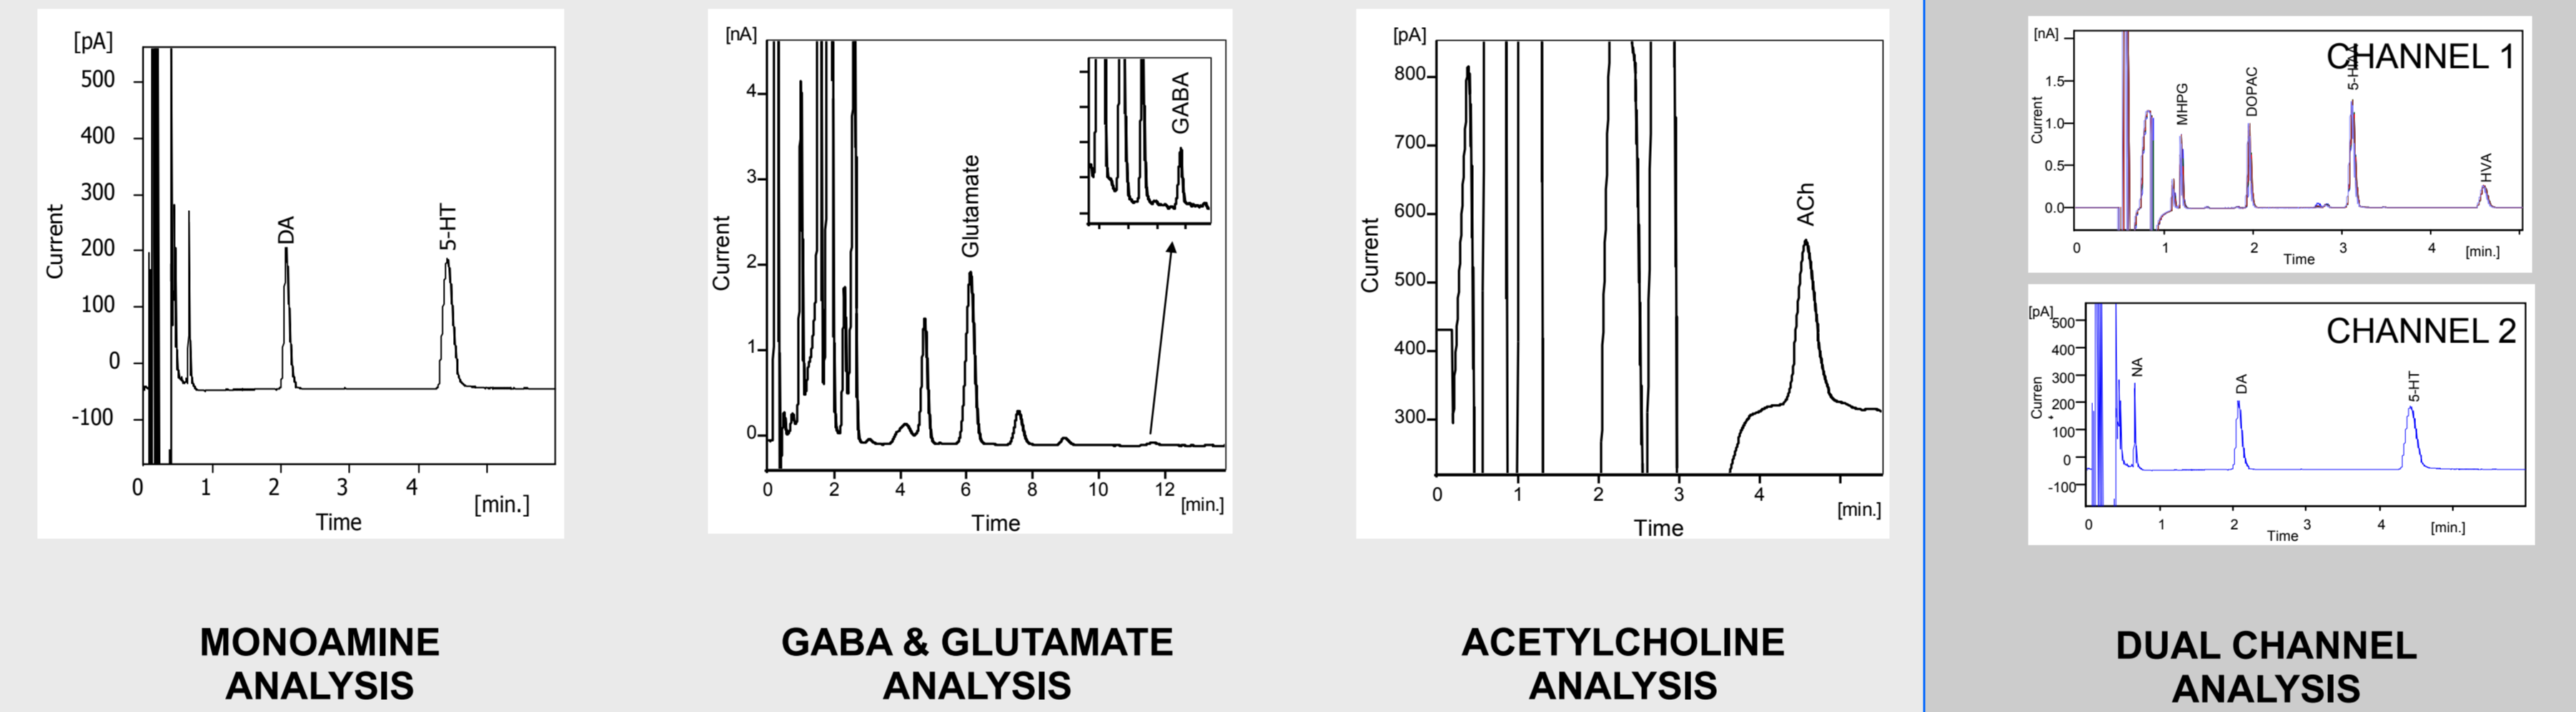 [pA]
500
400
300
200
100
0
-100
Current
DA
5-HT
0 1 2 3 4
[min.]
Time
MONOAMINE
ANALYSIS
[nA]
4
3
2
1
0
Current
Glutamate
GABA
0 2 4 6 8 10 12
[min.]
Time
GABA & GLUTAMATE
ANALYSIS
[pA]
800
700
600
500
400
300
Current
ACh
0 1 2 3 4
[min.]
Time
ACETYLCHOLINE
ANALYSIS
[nA]
CHANNEL 1
1.5
1.0
0.5
0.0
Current
MHPG
DOPAC
HVA
0 1 2 3 4
[min.]
Time
[pA]
CHANNEL 2
500
400
300
200
100
0
-100
Curren
NA
DA
5-HT
0 1 2 3 4
[min.]
Time
DUAL CHANNEL
ANALYSIS